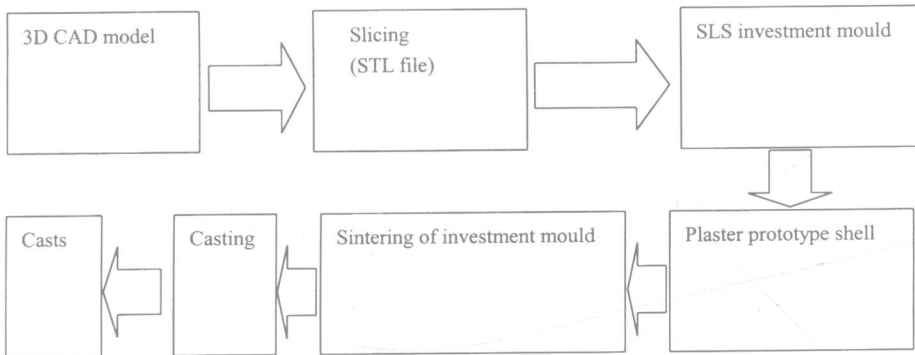 3D CAD model
Slicing
(STL file)
SLS investment mould
Plaster prototype shell
Sintering of investment mould
Casting
Casts